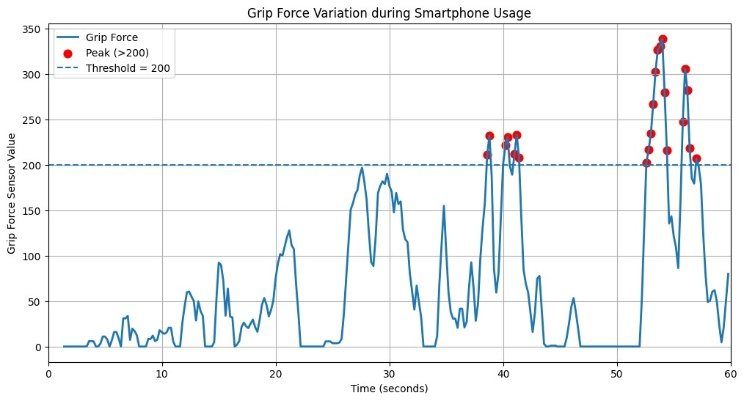 Grip Force Variation during Smartphone Usage
Grip Force
Peak (>200)
Threshold = 200
Grip Force Sensor Value
350
300
250
200
150
100
50
0
0 10 20 30 40 50 60
Time (seconds)